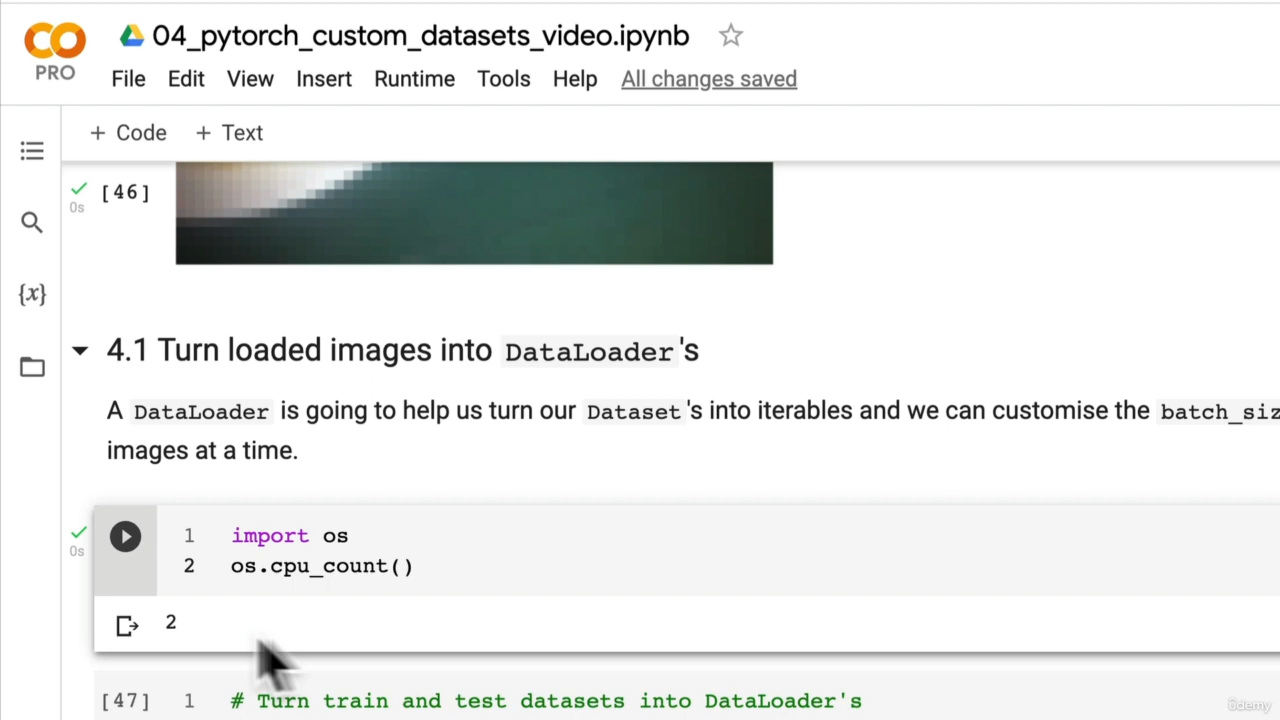 04_pytorch_custom_datasets_video.ipynb
PRO
File Edit View Insert Runtime Tools Help All changes saved
+ Code + Text
[46]
0s
{x}
4.1 Turn loaded images into DataLoader's
A DataLoader is going to help us turn our Dataset's into iterables and we can customise the batch_siz
images at a time.
1 import os
0s
2 os.cpu_count()
2
[47] 1 # Turn train and test datasets into DataLoader's
ûdemy